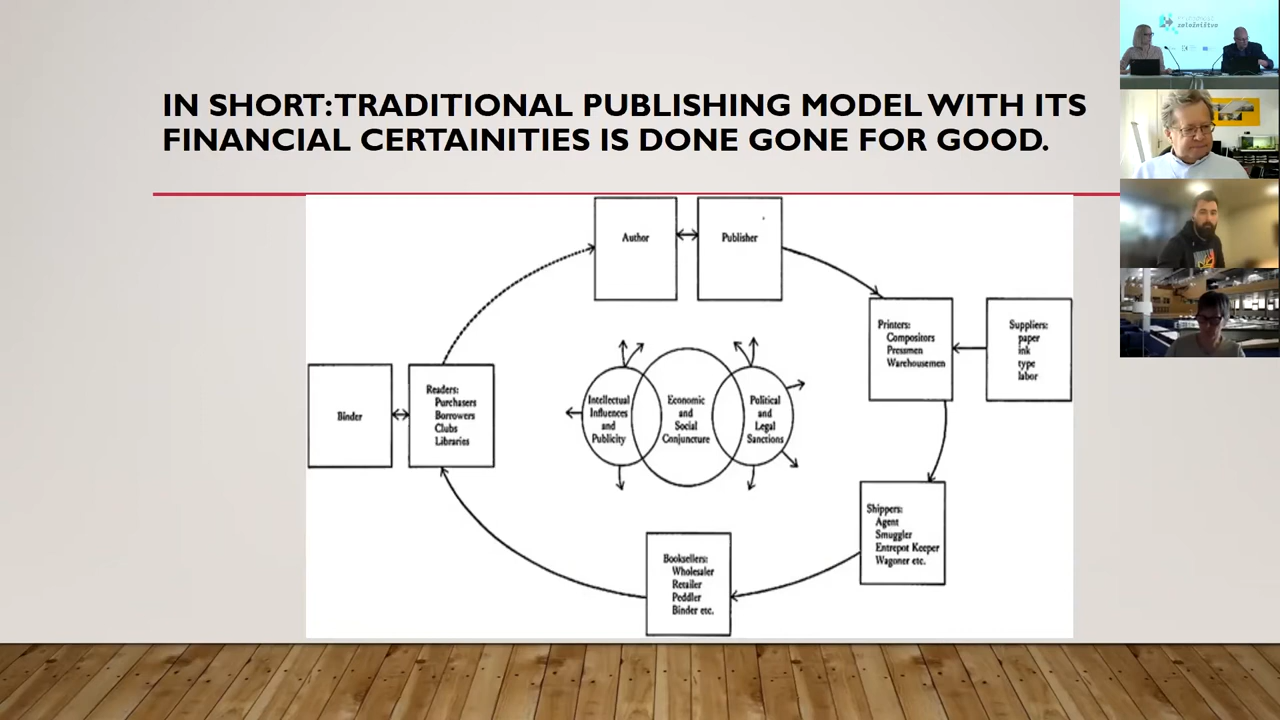 IN SHORT: TRADITIONAL PUBLISHING MODEL WITH ITS
FINANCIAL CERTAINITIES IS DONE GONE FOR GOOD.
Author
Publisher
Printers:
Compositors
Pressmen
Warehousemen
Suppliers:
paper
ink
type
labor
Binder
Readers:
Purchasers
Borrowers
Clubs
Libraries
Intellectual
Influences
and
Publicity
Economic
and
Social
Conjuncture
Political
and
Legal
Sanctions
Shippers:
Agent
Smuggler
Entrepot Keeper
Wagoner etc.
Booksellers:
Wholesaler
Retailer
Peddler
Binder etc.
založništvo